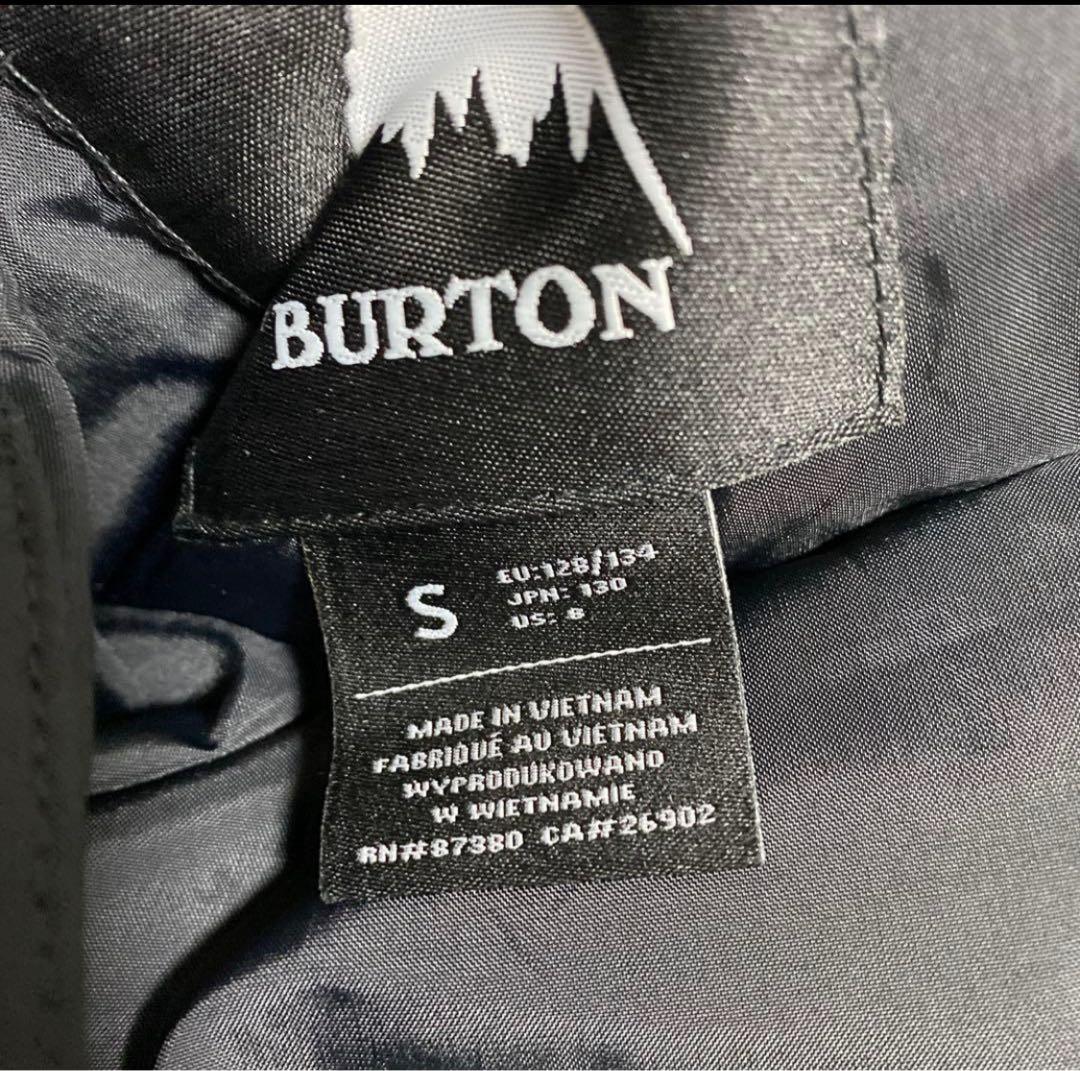 BURTON
S
EU:128/134
JPN: 130
US: 8
MADE IN VIETNAM
FABRIQUÉ AU VIETNAM
WYPRODUKOWANO
W WIETNAMIE
RN#87380 CA#26902